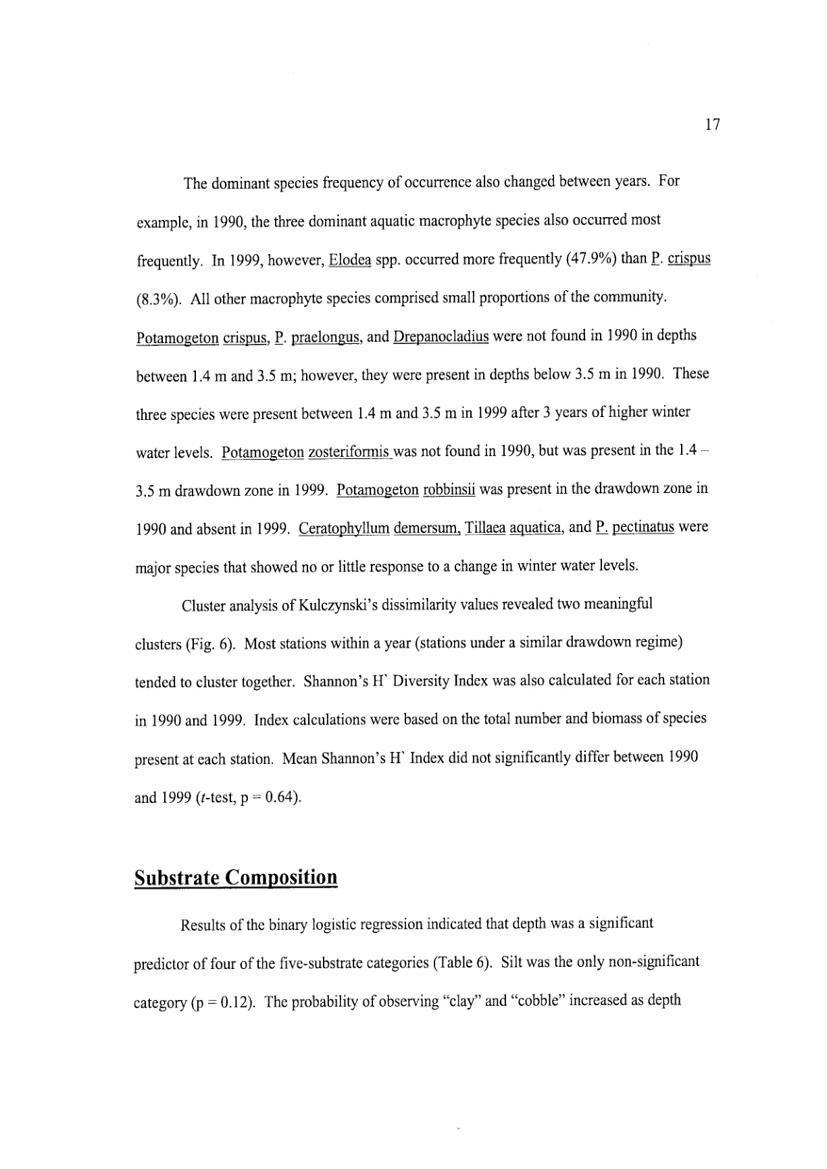 17
The dominant species frequency of occurrence also changed between years. For
example, in 1990, the three dominant aquatic macrophyte species also occurred most
frequently. In 1999, however, Elodea spp. occurred more frequently (47.9%) than P. crispus
(8.3%). All other macrophyte species comprised small proportions of the community.
Potamogeton crispus, P. praelongus, and Drepanocladius were not found in 1990 in depths
between 1.4 m and 3.5 m; however, they were present in depths below 3.5 m in 1990. These
three species were present between 1.4 m and 3.5 m in 1999 after 3 years of higher winter
water levels. Potamogeton zosteriformis was not found in 1990, but was present in the 1.4 –
3.5 m drawdown zone in 1999. Potamogeton robbinsii was present in the drawdown zone in
1990 and absent in 1999. Ceratophyllum demersum, Tillaea aquatica, and P. pectinatus were
major species that showed no or little response to a change in winter water levels.
Cluster analysis of Kulczynski's dissimilarity values revealed two meaningful
clusters (Fig. 6). Most stations within a year (stations under a similar drawdown regime)
tended to cluster together. Shannon's H` Diversity Index was also calculated for each station
in 1990 and 1999. Index calculations were based on the total number and biomass of species
present at each station. Mean Shannon's H` Index did not significantly differ between 1990
and 1999 (t-test, p = 0.64).
Substrate Composition
Results of the binary logistic regression indicated that depth was a significant
predictor of four of the five-substrate categories (Table 6). Silt was the only non-significant
category (p = 0.12). The probability of observing “clay” and “cobble” increased as depth